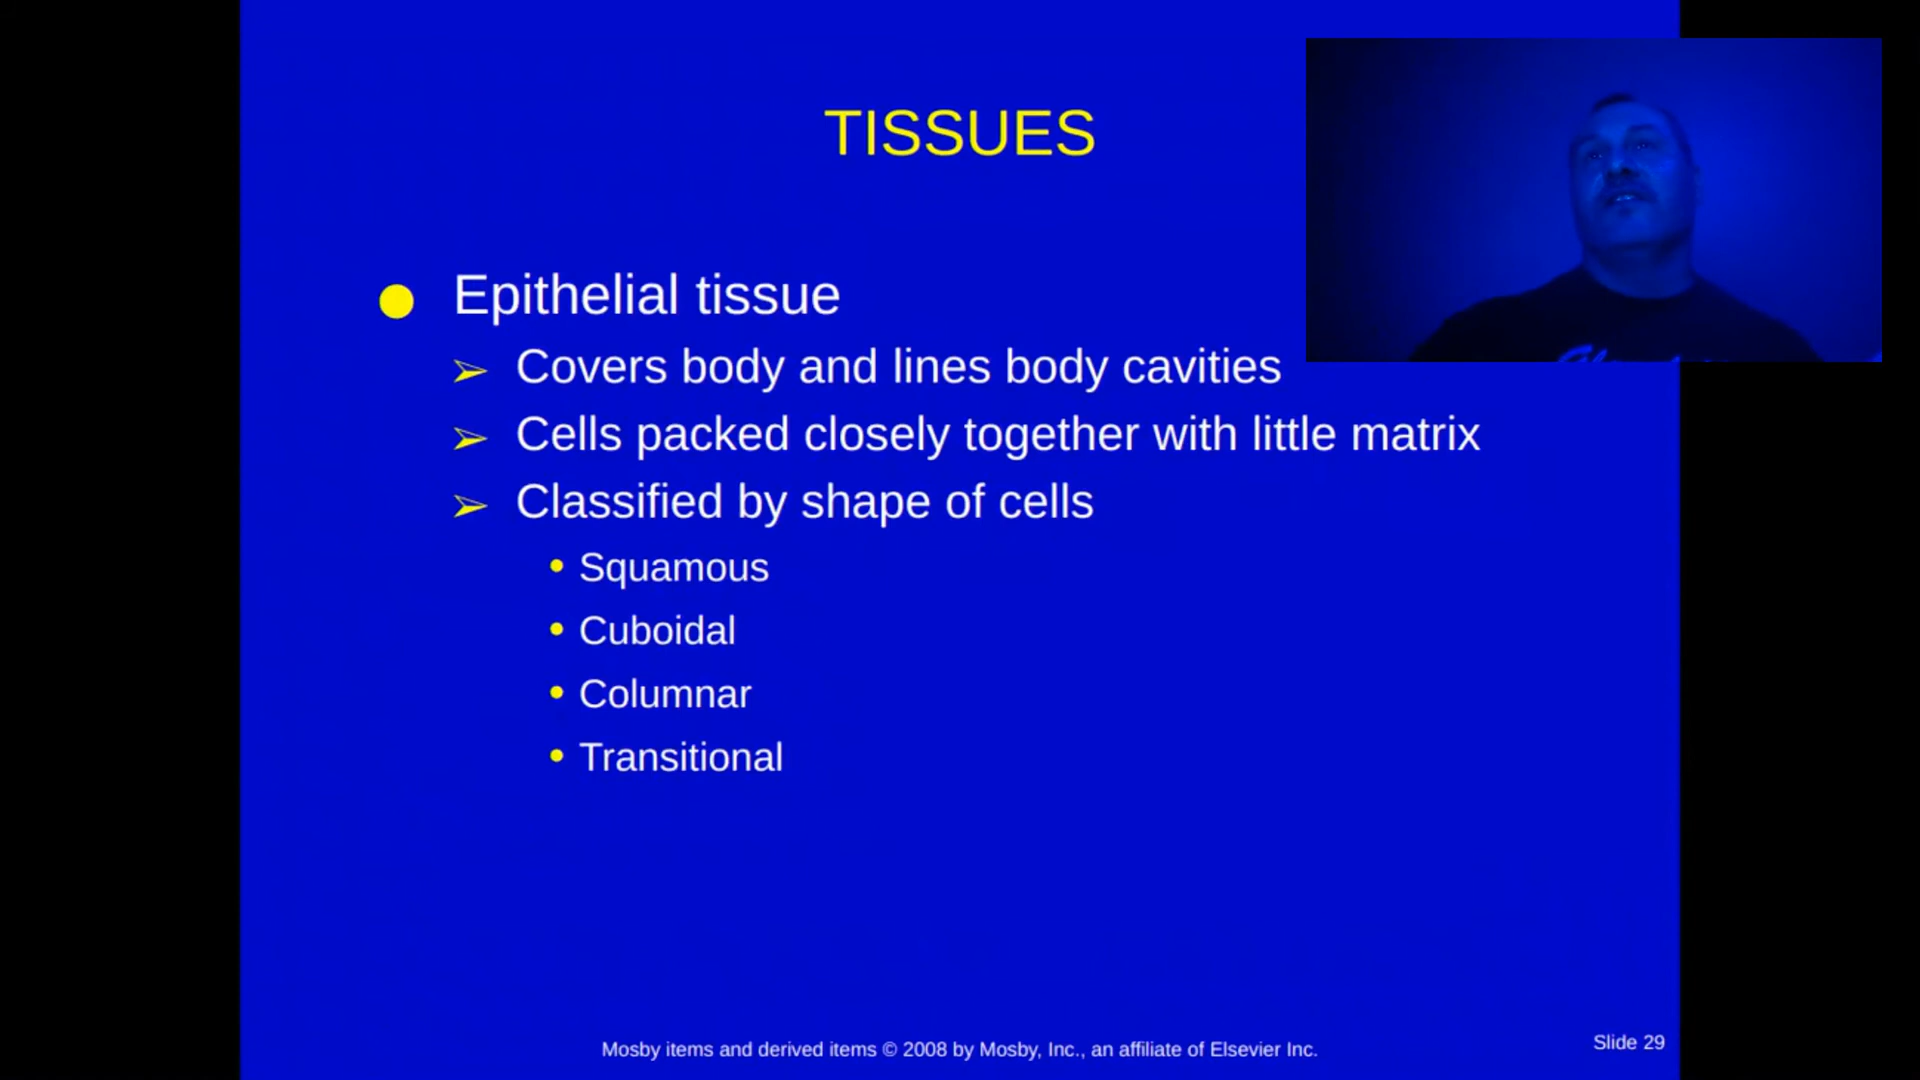 TISSUES
Epithelial tissue
Covers body and lines body cavities
Cells packed closely together with little matrix
Classified by shape of cells
Squamous
Cuboidal
Columnar
Transitional
Mosby items and derived items © 2008 by Mosby, Inc., an affiliate of Elsevier Inc.
Slide 29